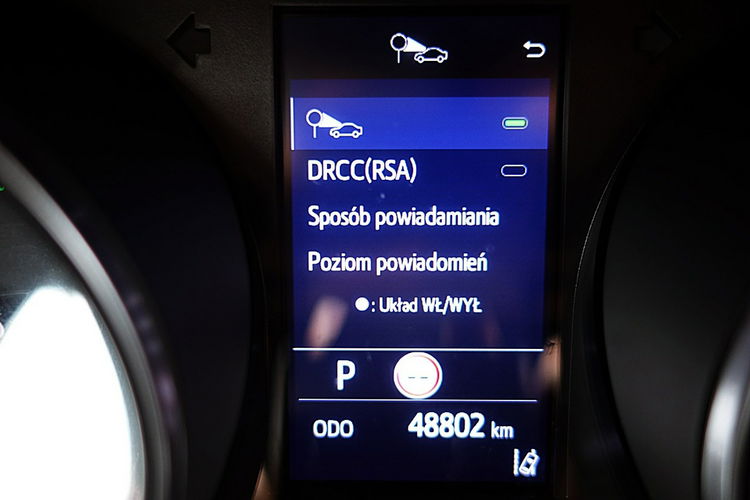 DRCC(RSA)
Sposób powiadamiania
Poziom powiadomień
: Układ WŁ/WYŁ
P
--
ODO 48802 km